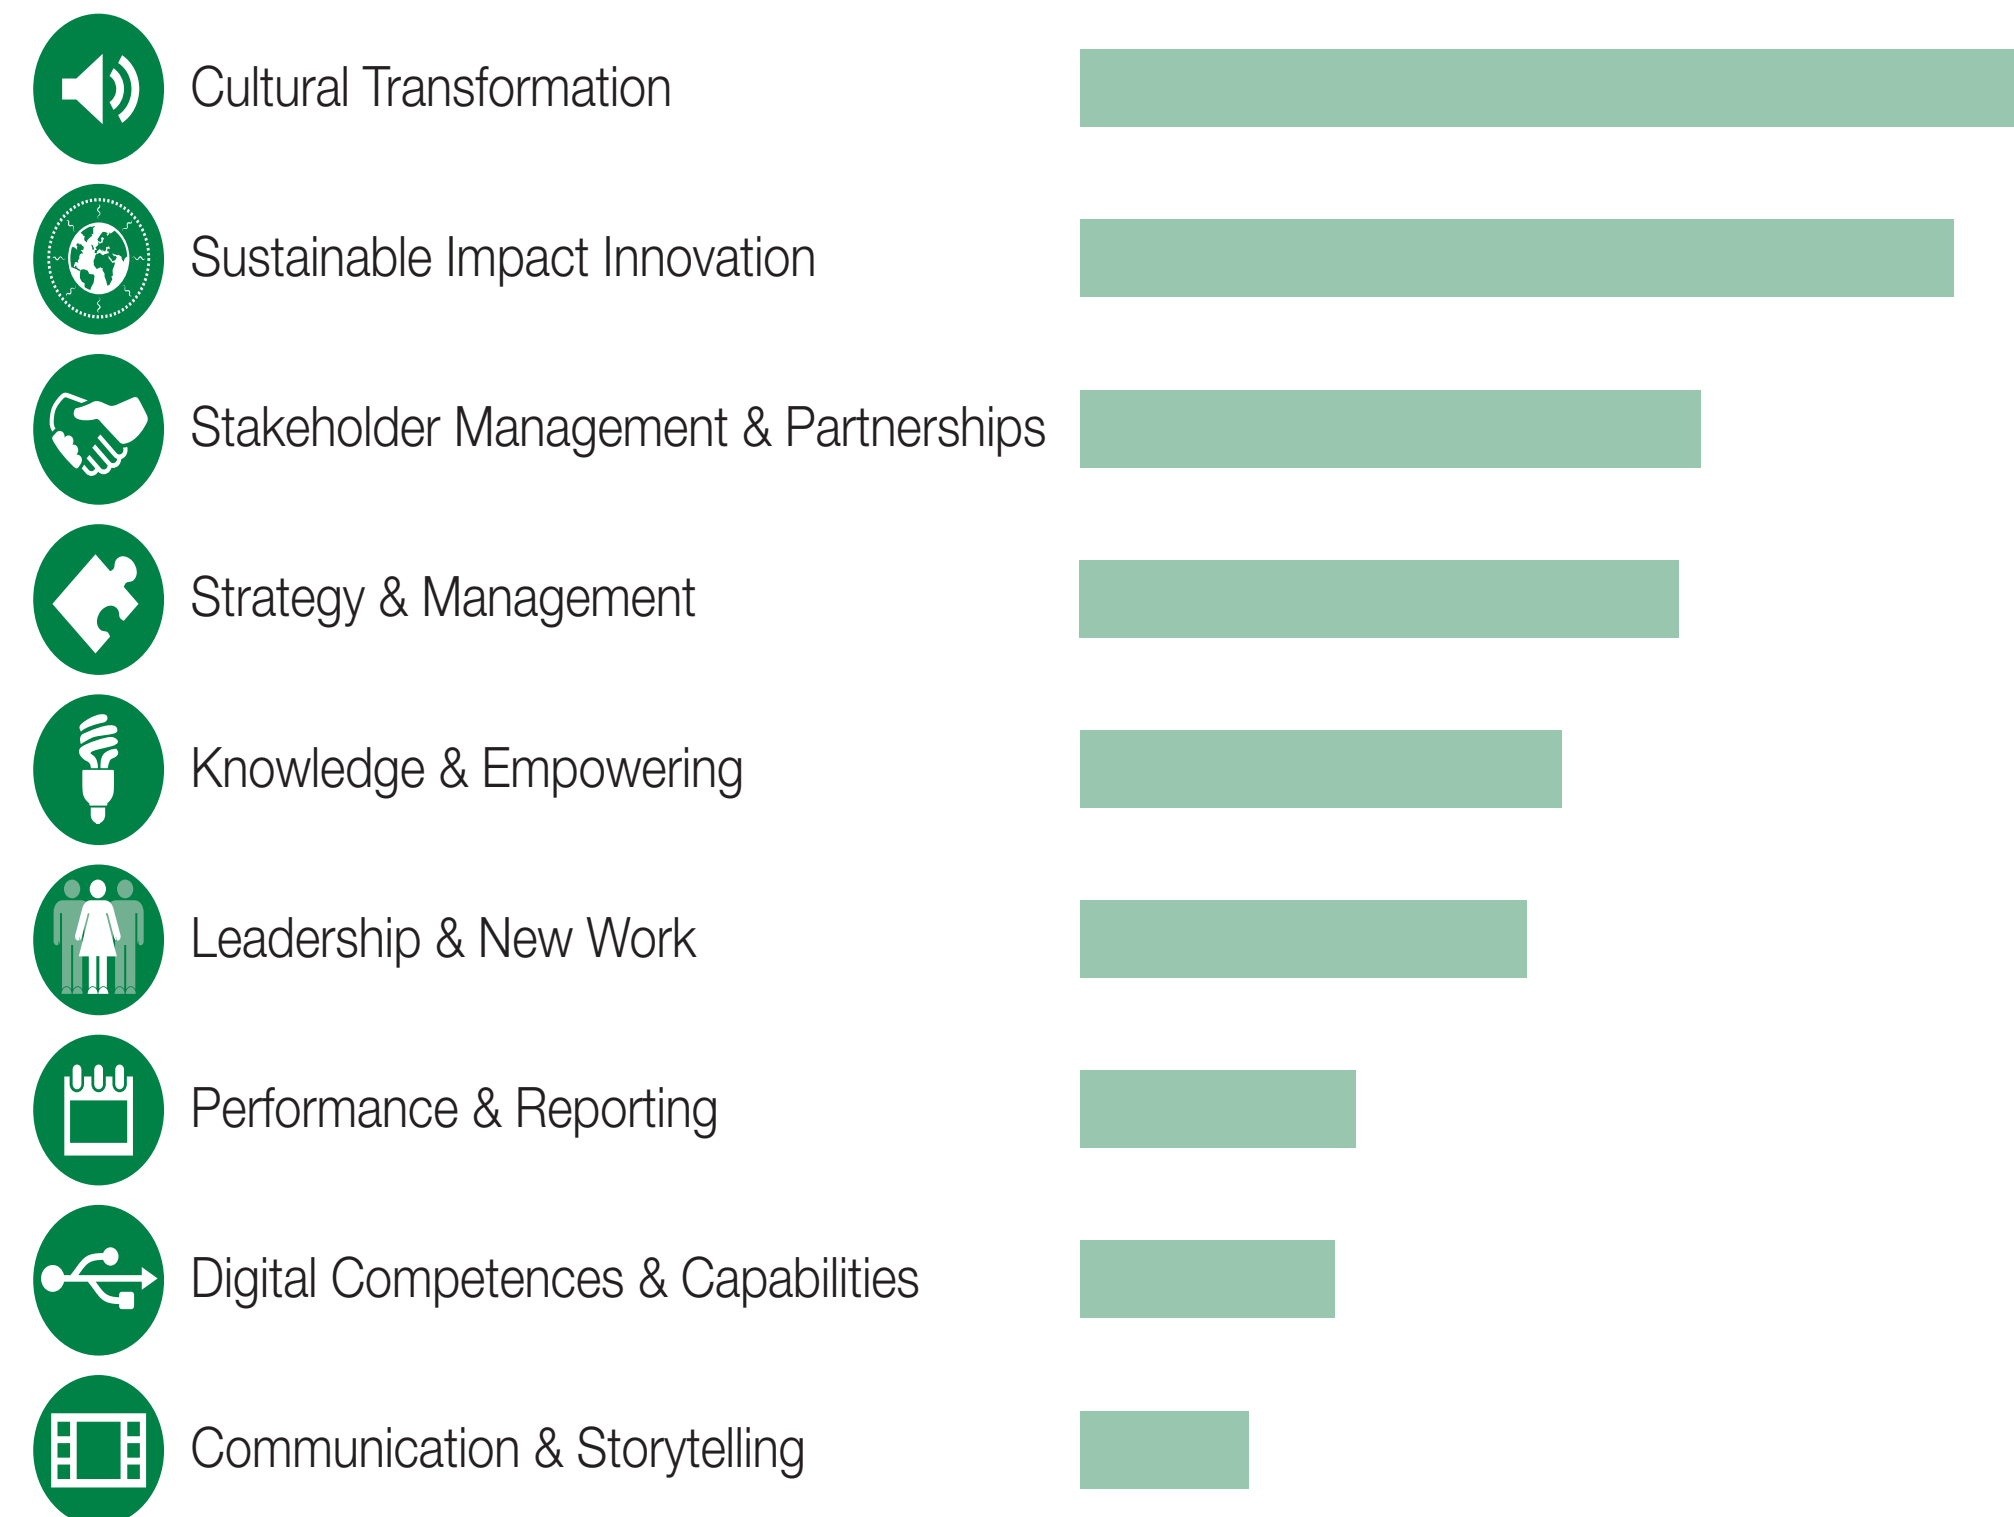 Cultural Transformation
Sustainable Impact Innovation
Stakeholder Management & Partnerships
Strategy & Management
Knowledge & Empowering
Leadership & New Work
Performance & Reporting
Digital Competences & Capabilities
Communication & Storytelling